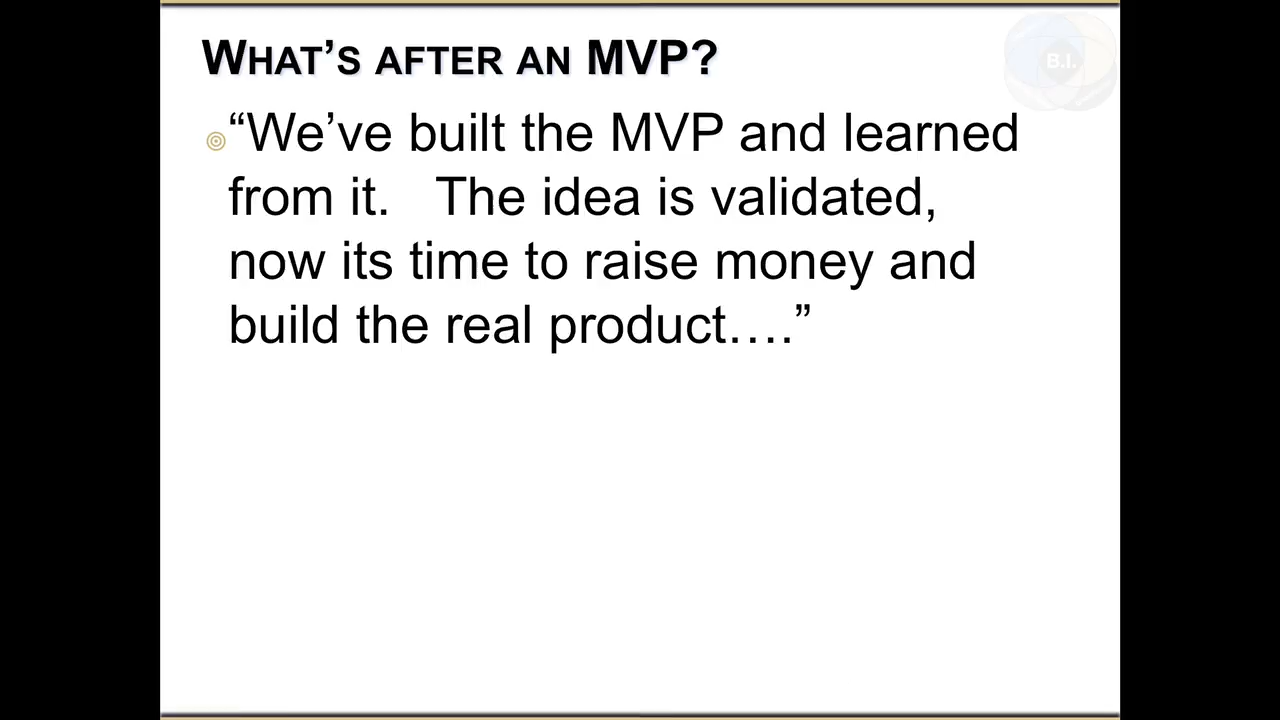 WHAT'S AFTER AN MVP?
B.I.
“We’ve built the MVP and learned
from it.   The idea is validated,
now its time to raise money and
build the real product….”